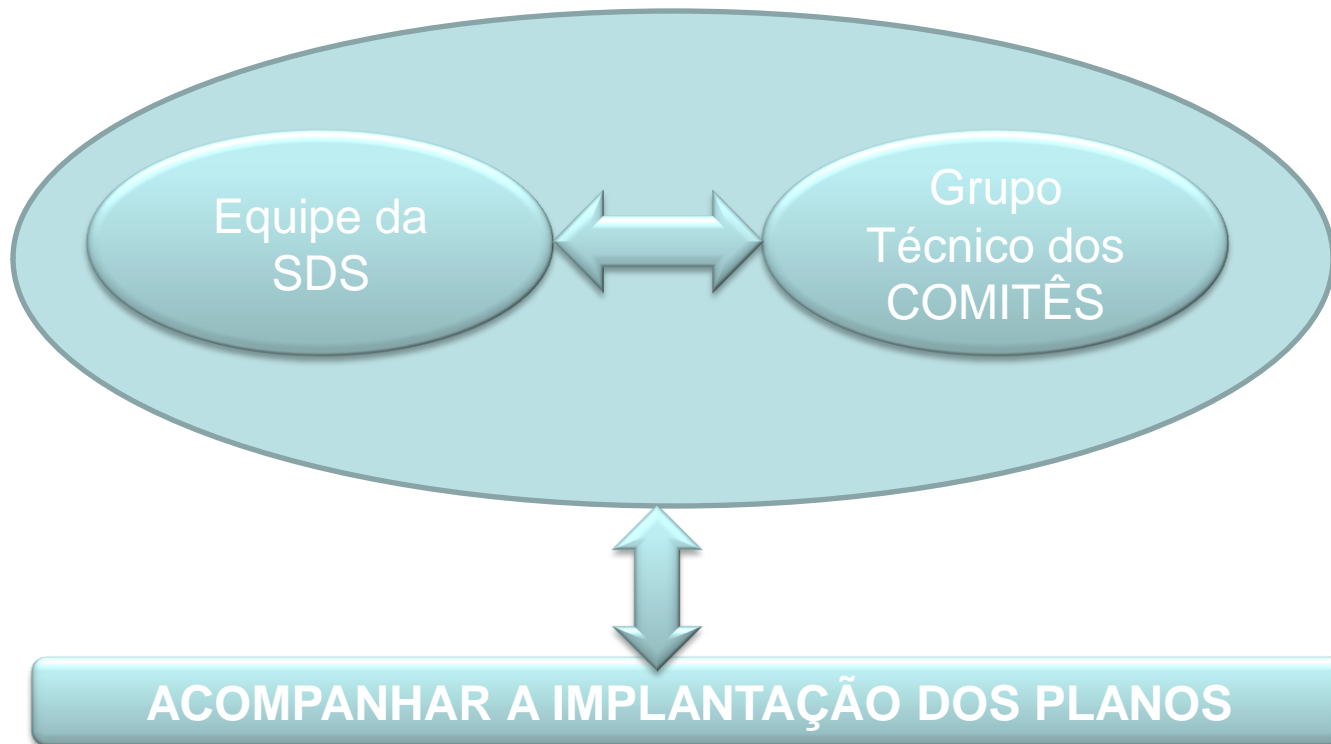 Equipe da
SDS
Grupo
Técnico dos
COMITÊS
ACOMPANHAR A IMPLANTAÇÃO DOS PLANOS